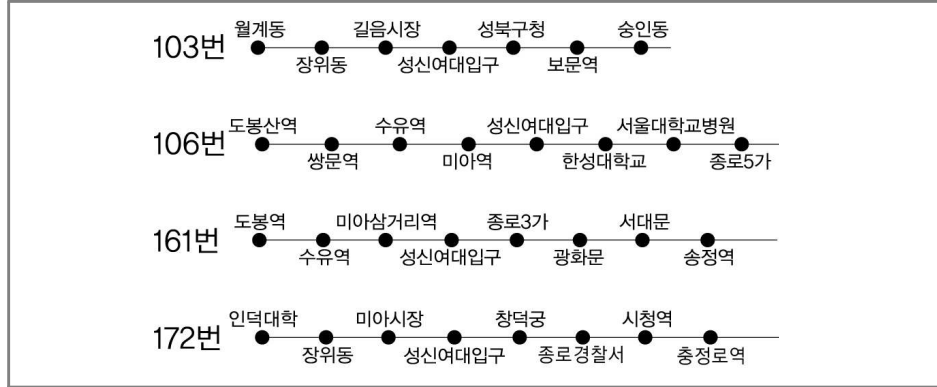 월계동 길음시장 성북구청 숭인동
103번
장위동 성신여대입구 보문역
도봉산역 수유역 성신여대입구 서울대학교병원
106번
쌍문역 미아역 한성대학교 종로5가
도봉역 미아삼거리역 종로3가 서대문
161번
수유역 성신여대입구 광화문 송정역
인덕대학 미아시장 창덕궁 시청역
172번
장위동 성신여대입구 종로경찰서 충정로역